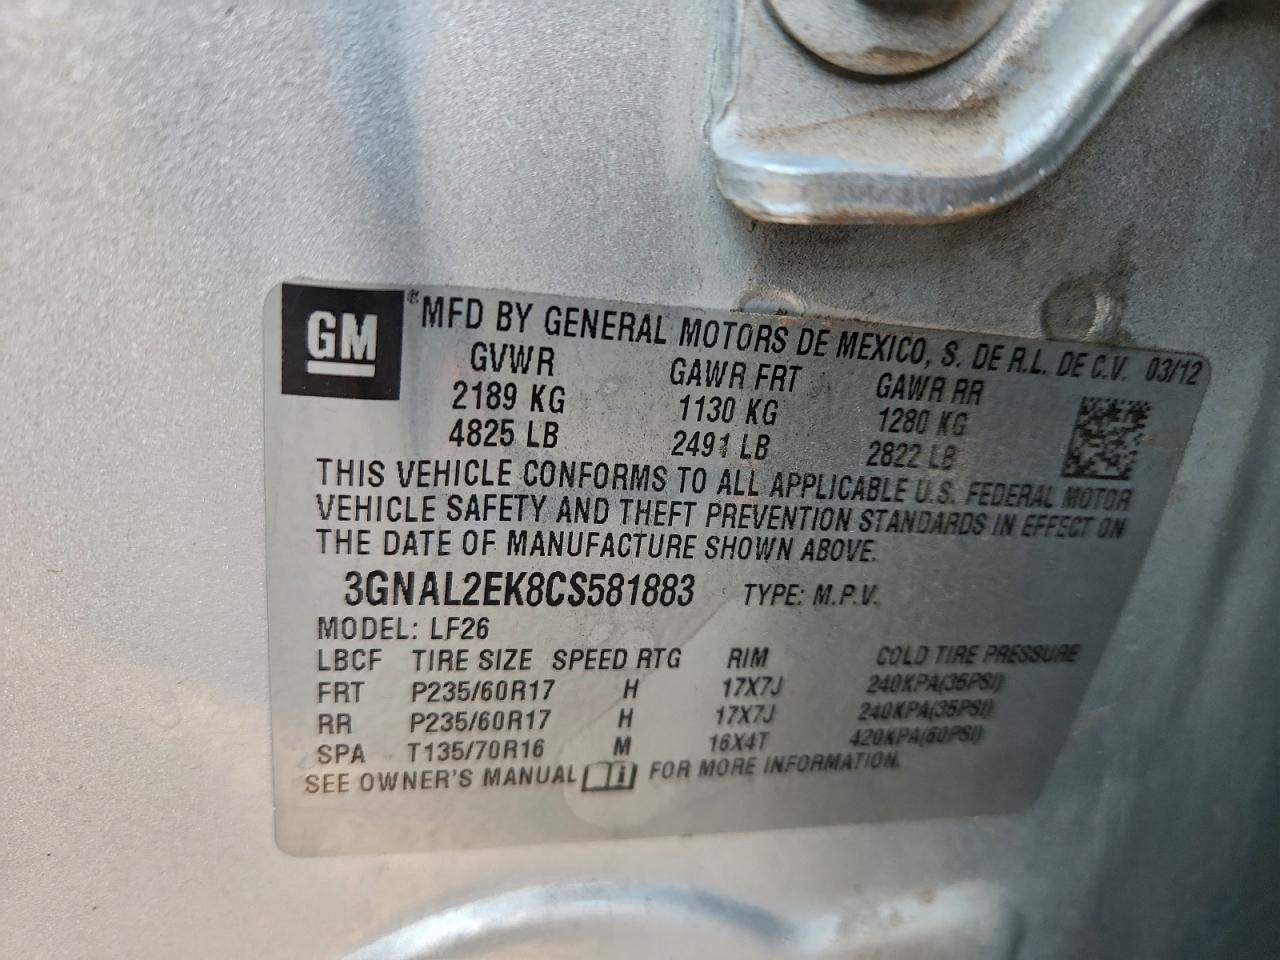 GM ® MFD BY GENERAL MOTORS DE MEXICO, S. DE R.L. DE C.V. 03/12
GVWR GAWR FRT GAWR RR
2189 KG 1130 KG 1280 KG
4825 LB 2491 LB 2822 LB
THIS VEHICLE CONFORMS TO ALL APPLICABLE U.S. FEDERAL MOTOR
VEHICLE SAFETY AND THEFT PREVENTION STANDARDS IN EFFECT ON
THE DATE OF MANUFACTURE SHOWN ABOVE.
3GNAL2EK8CS581883 TYPE: M.P.V.
MODEL: LF26
LBCF TIRE SIZE SPEED RTG RIM COLD TIRE PRESSURE
FRT P235/60R17 H 17X7J 240KPA(35PSI)
RR P235/60R17 H 17X7J 240KPA(35PSI)
SPA T135/70R16 M 16X4T 420KPA(60PSI)
SEE OWNER'S MANUAL FOR MORE INFORMATION.